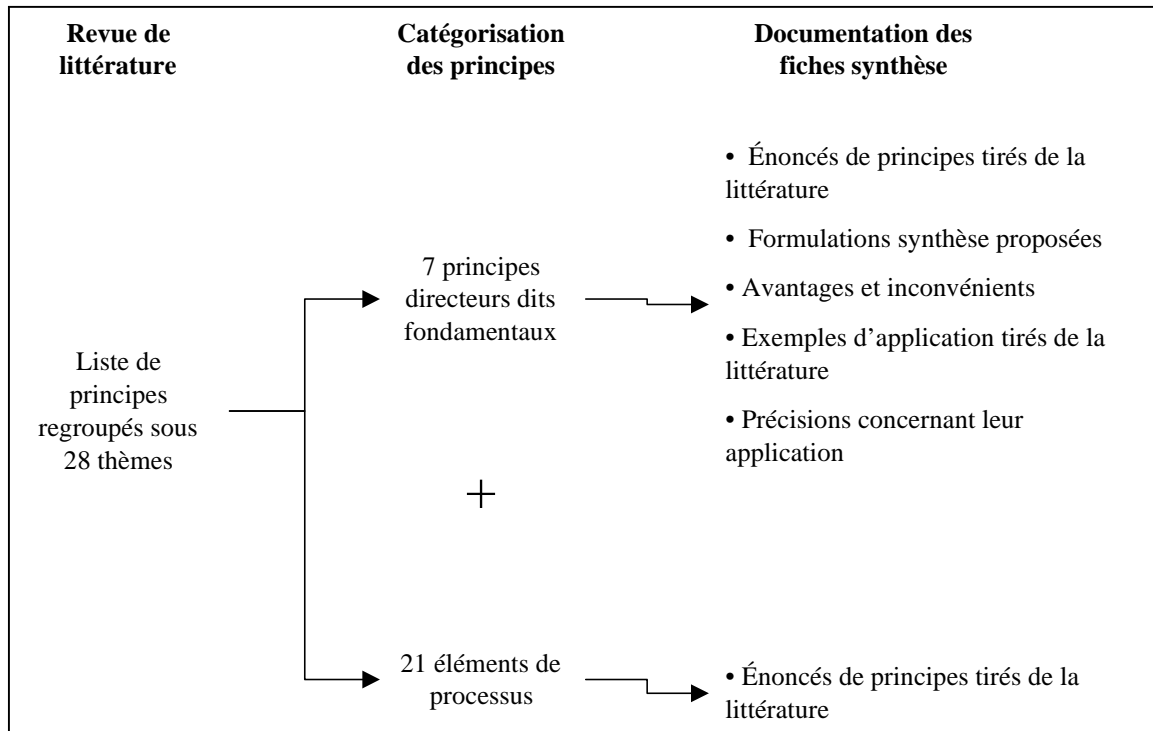 Revue de
littérature
Catégorisation
des principes
Documentation des
fiches synthèse
Liste de
principes
regroupés sous
28 thèmes
7 principes
directeurs dits
fondamentaux
+
21 éléments de
processus
• Énoncés de principes tirés de la
littérature
• Formulations synthèse proposées
• Avantages et inconvénients
• Exemples d’application tirés de la
littérature
• Précisions concernant leur
application
• Énoncés de principes tirés de la
littérature